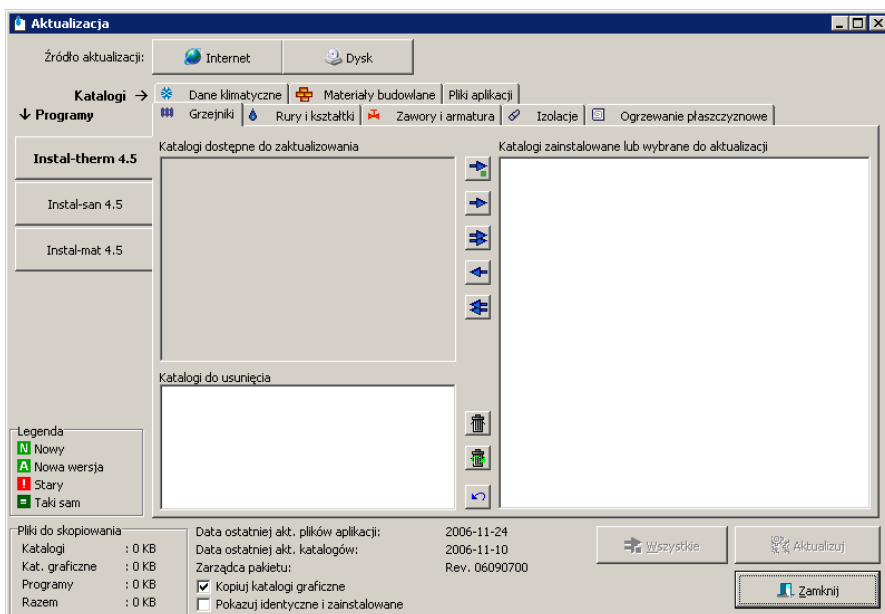 Aktualizacja
Źródło aktualizacji:
Internet
Dysk
Katalogi →
↓ Programy
Dane klimatyczne
Materiały budowlane
Pliki aplikacji
Grzejniki
Rury i kształtki
Zawory i armatura
Izolacje
Ogrzewanie płaszczyznowe
Instal-therm 4.5
Instal-san 4.5
Instal-mat 4.5
Katalogi dostępne do zaktualizowania
Katalogi zainstalowane lub wybrane do aktualizacji
Katalogi do usunięcia
Legenda
N Nowy
A Nowa wersja
! Stary
= Taki sam
Pliki do skopiowania
Katalogi : 0 KB
Kat. graficzne : 0 KB
Programy : 0 KB
Razem : 0 KB
Data ostatniej akt. plików aplikacji: 2006-11-24
Data ostatniej akt. katalogów: 2006-11-10
Zarządca pakietu: Rev. 06090700
Kopiuj katalogi graficzne
Pokazuj identyczne i zainstalowane
Wszystkie
Aktualizuj
Zamknij